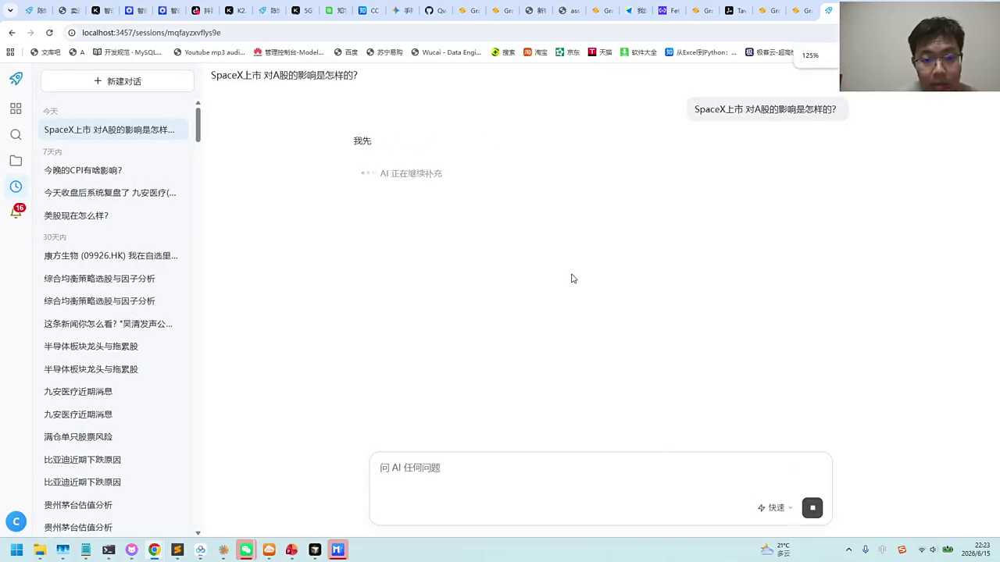 localhost:3457/sessions/mqfayzxvflys9e
文库吧
A
开发规范 · MySQL...
Youtube mp3 audi...
管理控制台-Model...
百度
苏宁易购
Wucai - Data Engi...
搜索
淘宝
京东
天猫
软件大全
从Excel到Python：...
极客云-超高
125%
新建对话
SpaceX上市 对A股的影响是怎样的?
SpaceX上市 对A股的影响是怎样的?
今天
SpaceX上市 对A股的影响是怎样...
我先
7天内
AI 正在继续补充
今晚的CPI有啥影响?
今天收盘后系统复盘了 九安医疗(...
美股现在怎么样?
16
30天内
康方生物 (09926.HK) 我在自选里...
综合均衡策略选股与因子分析
综合均衡策略选股与因子分析
这条新闻你怎么看? "吴清发声公...
半导体板块龙头与拖累股
半导体板块龙头与拖累股
九安医疗近期消息
九安医疗近期消息
满仓单只股票风险
比亚迪近期下跌原因
比亚迪近期下跌原因
贵州茅台估值分析
贵州茅台估值分析
问 AI 任何问题
快速
C
21°C
多云
22:23
2026/6/15